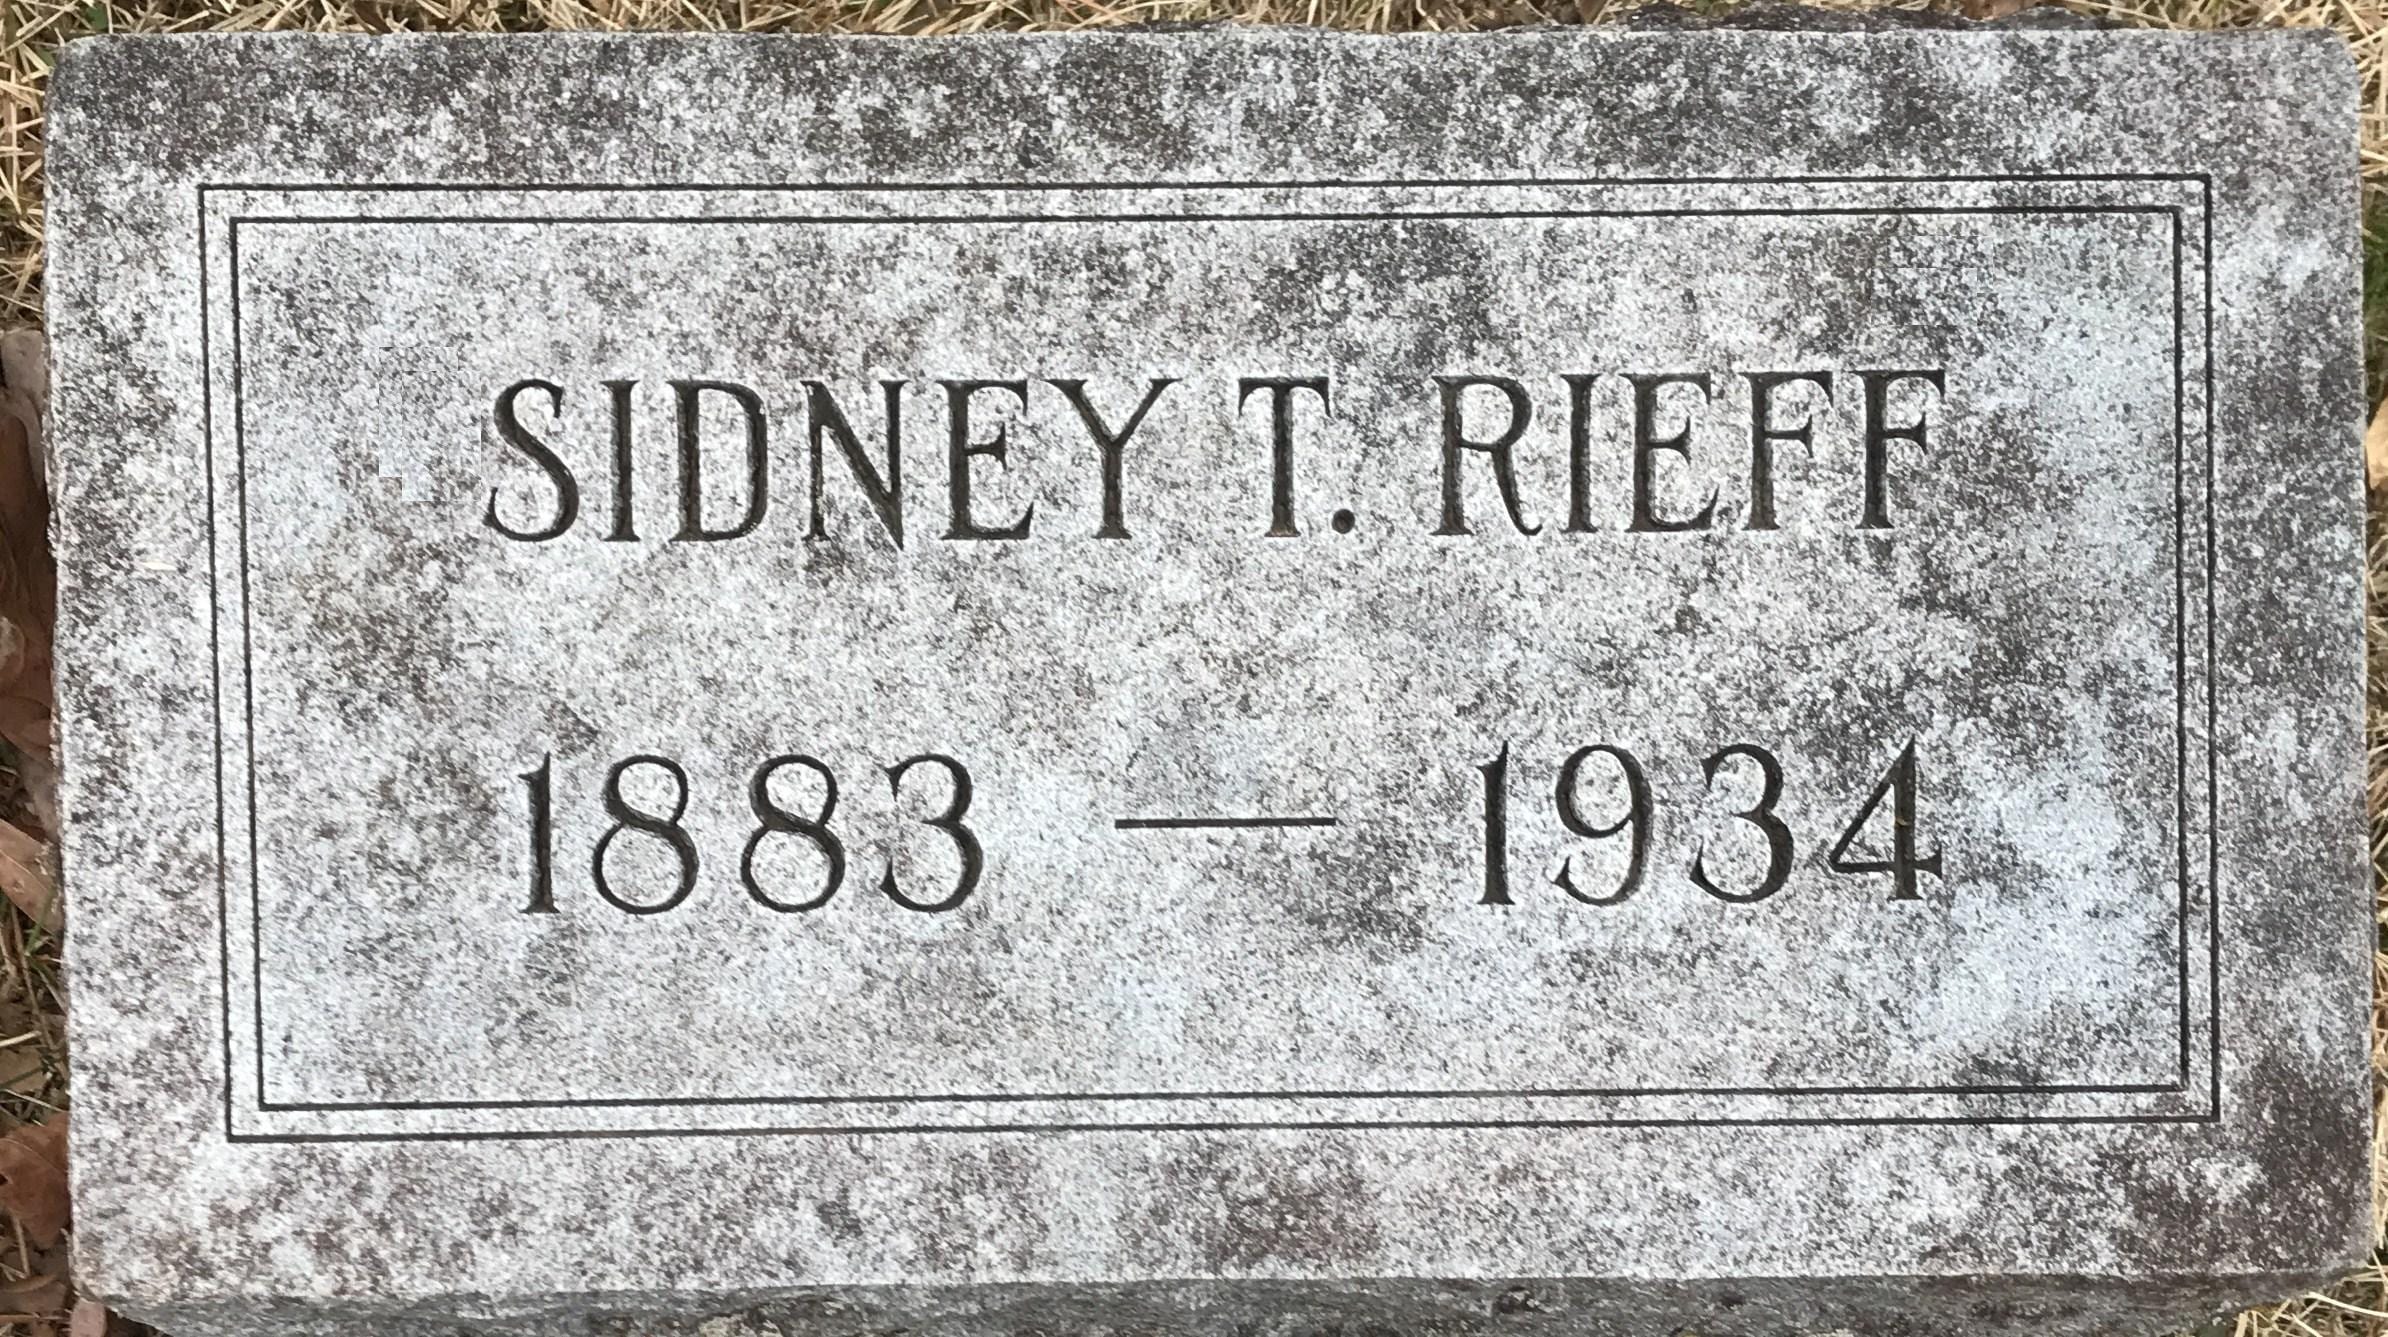 SIDNEY T. RIEFF
1883 — 1934